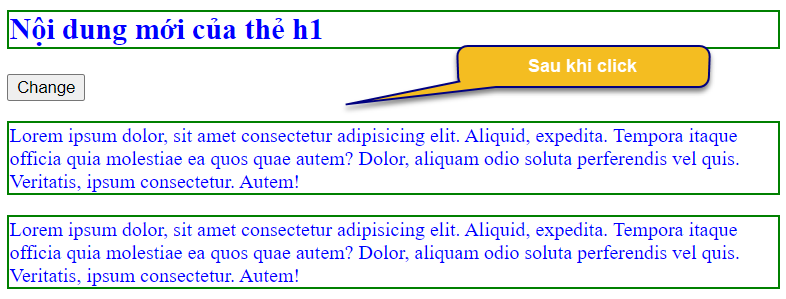 Nội dung mới của thẻ h1
Sau khi click
Change
Lorem ipsum dolor, sit amet consectetur adipisicing elit. Aliquid, expedita. Tempora itaque
officia quia molestiae ea quos quae autem? Dolor, aliquam odio soluta perferendis vel quis.
Veritatis, ipsum consectetur. Autem!
Lorem ipsum dolor, sit amet consectetur adipisicing elit. Aliquid, expedita. Tempora itaque
officia quia molestiae ea quos quae autem? Dolor, aliquam odio soluta perferendis vel quis.
Veritatis, ipsum consectetur. Autem!